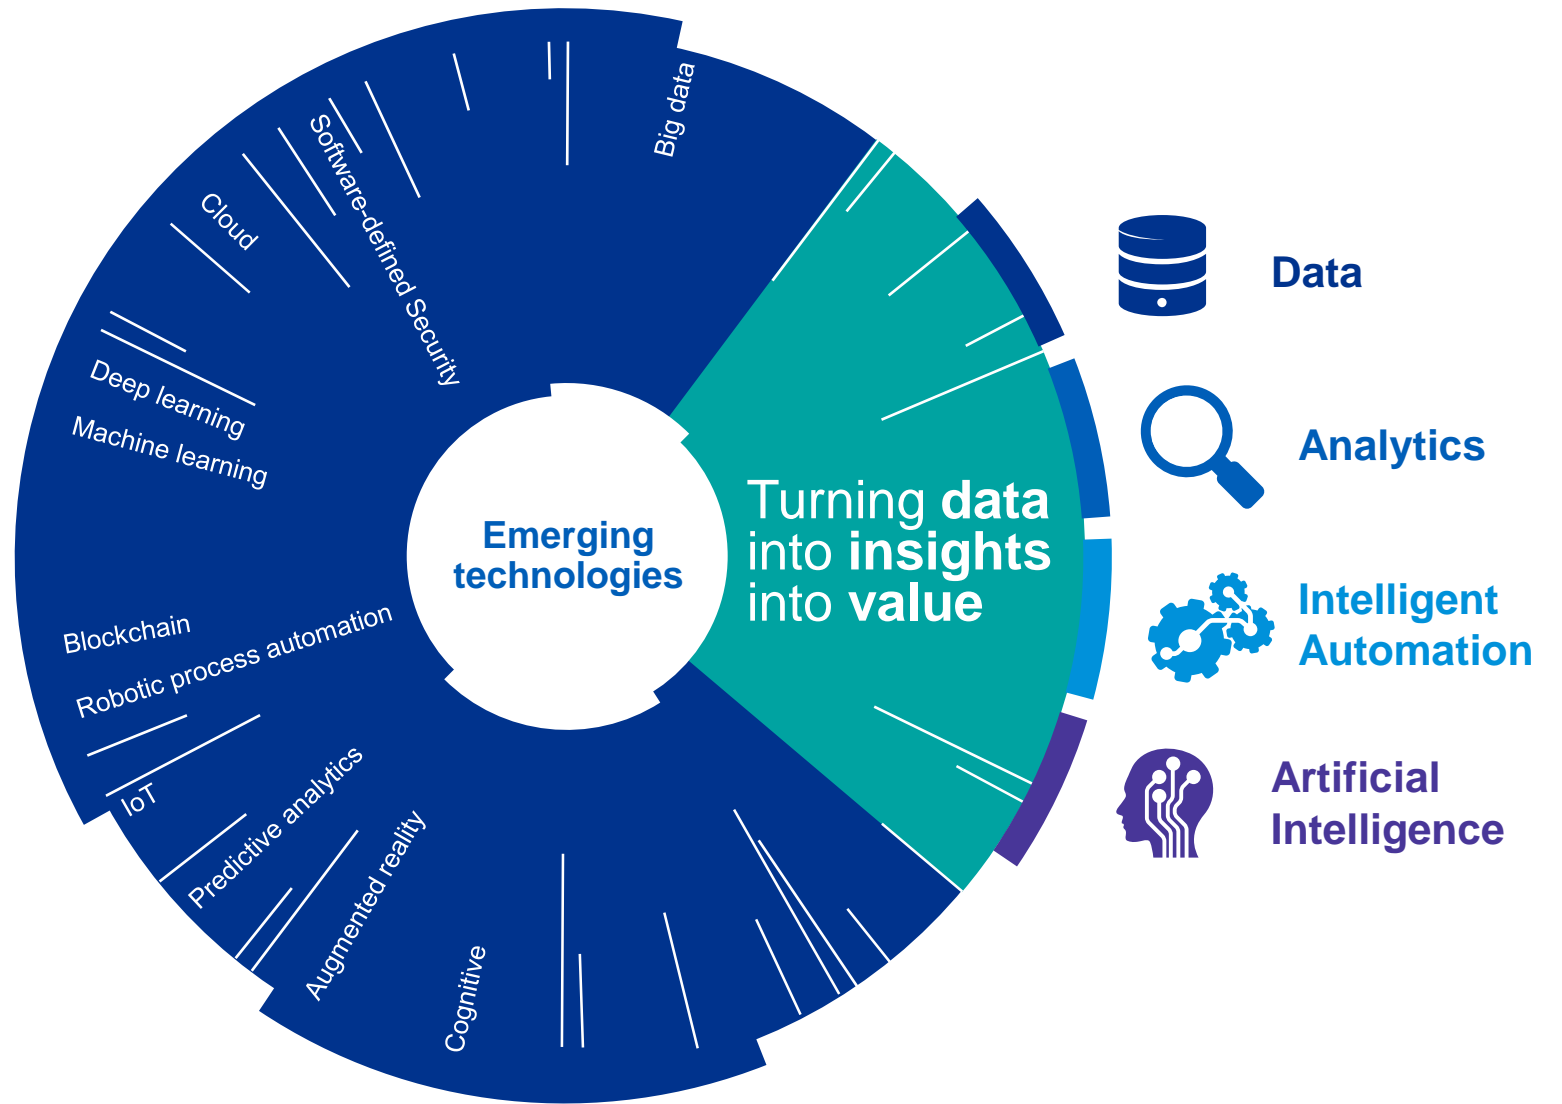 Big data
Software-defined Security
Cloud
Deep learning
Machine learning
Blockchain
Robotic process automation
IoT
Predictive analytics
Augmented reality
Cognitive
Emerging
technologies
Turning data
into insights
into value
Data
Analytics
Intelligent
Automation
Artificial
Intelligence